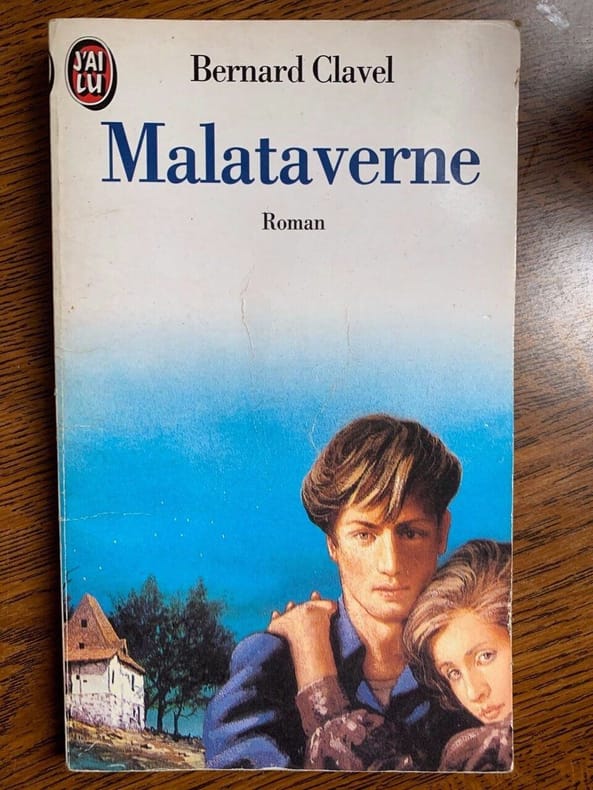 J'AI
LU
Bernard Clavel
Malataverne
Roman